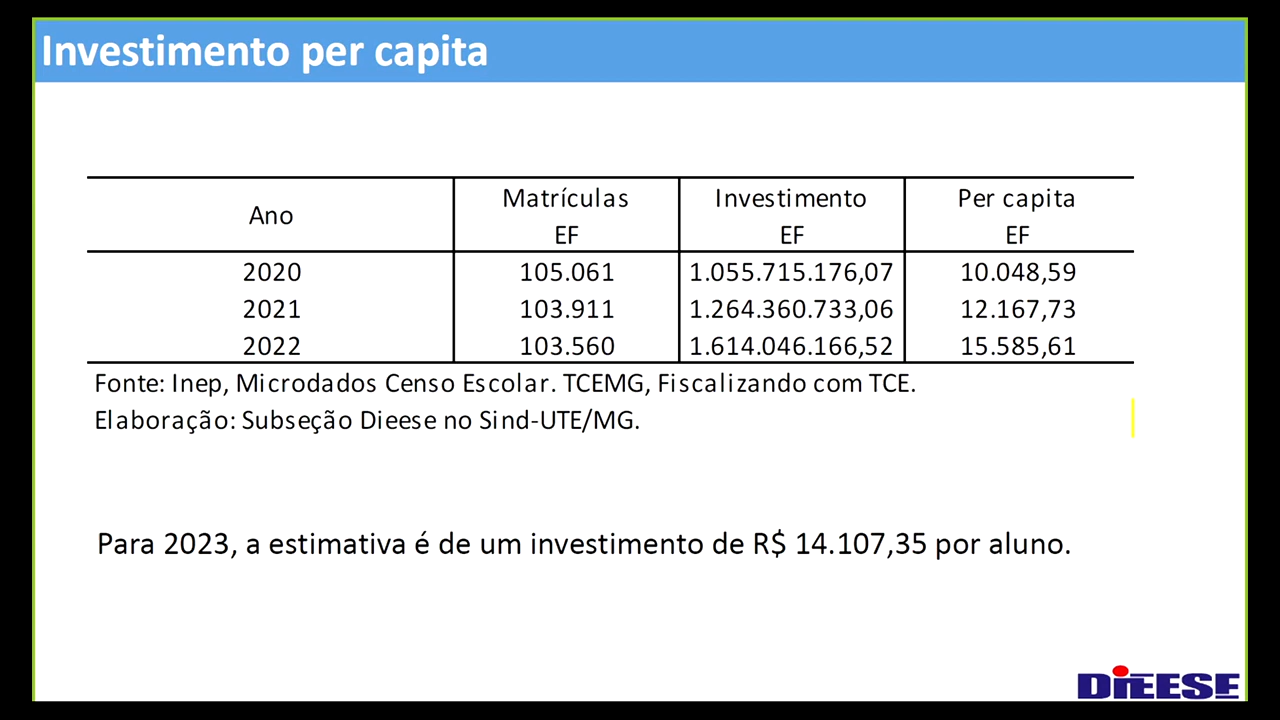 Investimento per capita
Ano Matrículas EF Investimento EF Per capita EF
2020 105.061 1.055.715.176,07 10.048,59
2021 103.911 1.264.360.733,06 12.167,73
2022 103.560 1.614.046.166,52 15.585,61
Fonte: Inep, Microdados Censo Escolar. TCEMG, Fiscalizando com TCE.
Elaboração: Subseção Dieese no Sind-UTE/MG.
Para 2023, a estimativa é de um investimento de R$ 14.107,35 por aluno.
DIEESE